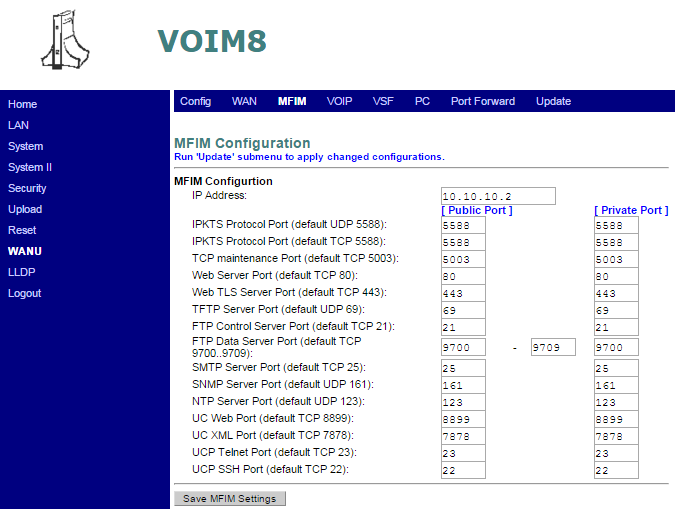 VOIM8
Config WAN MFIM VOIP VSF PC Port Forward Update
Home
LAN
System
System II
Security
Upload
Reset
WANU
LLDP
Logout
MFIM Configuration
Run 'Update' submenu to apply changed configurations.
MFIM Configurtion
IP Address: 10.10.10.2
[ Public Port ] [ Private Port ]
IPKTS Protocol Port (default UDP 5588): 5588 5588
IPKTS Protocol Port (default TCP 5588): 5588 5588
TCP maintenance Port (default TCP 5003): 5003 5003
Web Server Port (default TCP 80): 80 80
Web TLS Server Port (default TCP 443): 443 443
TFTP Server Port (default UDP 69): 69 69
FTP Control Server Port (default TCP 21): 21 21
FTP Data Server Port (default TCP
9700..9709): 9700 - 9709 9700
SMTP Server Port (default TCP 25): 25 25
SNMP Server Port (default UDP 161): 161 161
NTP Server Port (default UDP 123): 123 123
UC Web Port (default TCP 8899): 8899 8899
UC XML Port (default TCP 7878): 7878 7878
UCP Telnet Port (default TCP 23): 23 23
UCP SSH Port (default TCP 22): 22 22
Save MFIM Settings